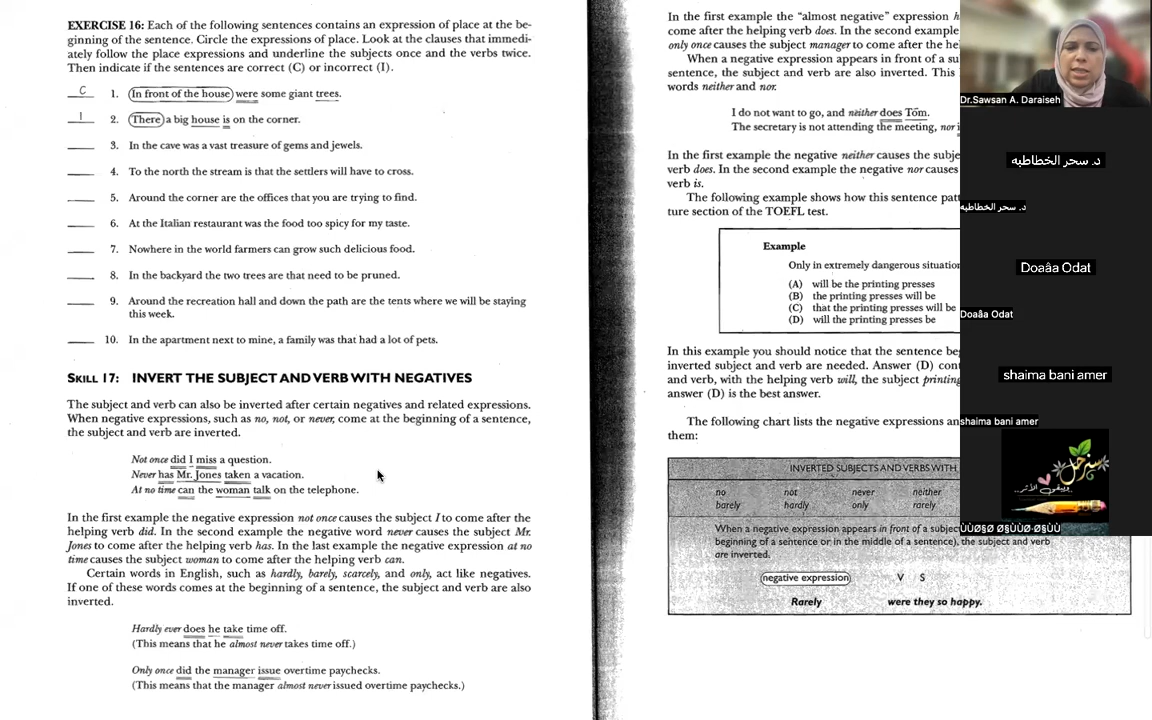 EXERCISE 16: Each of the following sentences contains an expression of place at the be-
ginning of the sentence. Circle the expressions of place. Look at the clauses that immedi-
ately follow the place expressions and underline the subjects once and the verbs twice.
Then indicate if the sentences are correct (C) or incorrect (I).
C 1. In front of the house were some giant trees.
I 2. There a big house is on the corner.
3. In the cave was a vast treasure of gems and jewels.
4. To the north the stream is that the settlers will have to cross.
5. Around the corner are the offices that you are trying to find.
6. At the Italian restaurant was the food too spicy for my taste.
7. Nowhere in the world farmers can grow such delicious food.
8. In the backyard the two trees are that need to be pruned.
9. Around the recreation hall and down the path are the tents where we will be staying
this week.
10. In the apartment next to mine, a family was that had a lot of pets.
SKILL 17: INVERT THE SUBJECT AND VERB WITH NEGATIVES
The subject and verb can also be inverted after certain negatives and related expressions.
When negative expressions, such as no, not, or never, come at the beginning of a sentence,
the subject and verb are inverted.
Not once did I miss a question.
Never has Mr. Jones taken a vacation.
At no time can the woman talk on the telephone.
In the first example the negative expression not once causes the subject I to come after the
helping verb did. In the second example the negative word never causes the subject Mr.
Jones to come after the helping verb has. In the last example the negative expression at no
time causes the subject woman to come after the helping verb can.
Certain words in English, such as hardly, barely, scarcely, and only, act like negatives.
If one of these words comes at the beginning of a sentence, the subject and verb are also
inverted.
Hardly ever does he take time off.
(This means that he almost never takes time off.)
Only once did the manager issue overtime paychecks.
(This means that the manager almost never issued overtime paychecks.)
In the first example the “almost negative” expression h
come after the helping verb does. In the second example
only once causes the subject manager to come after the he
When a negative expression appears in front of a su
sentence, the subject and verb are also inverted. This
words neither and nor.
I do not want to go, and neither does Tom.
The secretary is not attending the meeting, nor i
In the first example the negative neither causes the subje
verb does. In the second example the negative nor causes
verb is.
The following example shows how this sentence patt
ture section of the TOEFL test.
Example
Only in extremely dangerous situation
(A) will be the printing presses
(B) the printing presses will be
(C) that the printing presses will be
(D) will the printing presses be
In this example you should notice that the sentence be
inverted subject and verb are needed. Answer (D) cont
and verb, with the helping verb will, the subject printing
answer (D) is the best answer.
The following chart lists the negative expressions an
them:
INVERTED SUBJECTS AND VERBS WITH
no not never neither
barely hardly only rarely
When a negative expression appears in front of a subjec
beginning of a sentence or in the middle of a sentence), the subject and verb
are inverted.
negative expression V S
Rarely were they so happy.
Dr.Sawsan A. Daraiseh
د. سحر الخطاطبه
د. سحر الخطاطبه
Doaâa Odat
Doaâa Odat
shaima bani amer
shaima bani amer